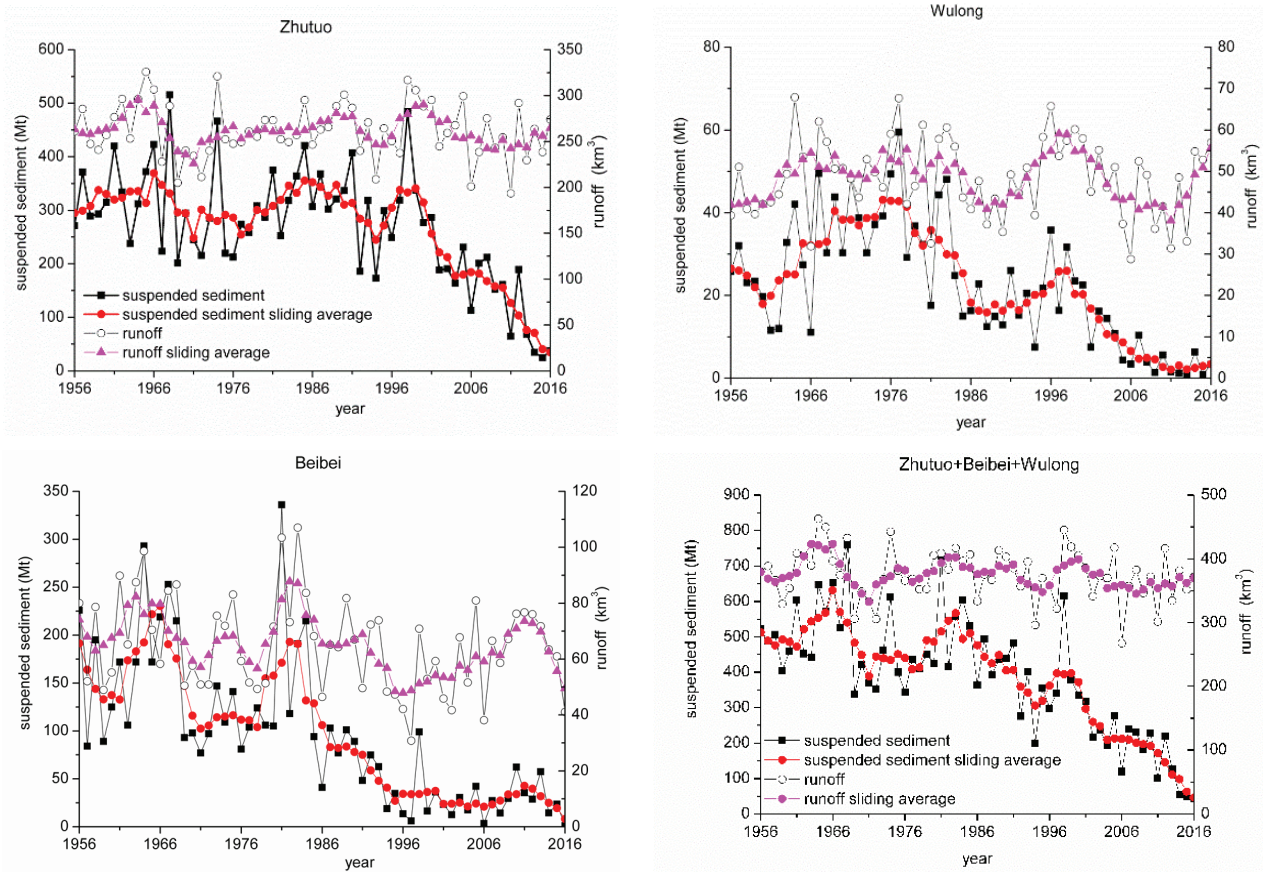 Zhutuo
600
500
400
300
200
100
0
350
300
250
200
150
100
50
0
suspended sediment (Mt)
runoff (km³)
suspended sediment
suspended sediment sliding average
runoff
runoff sliding average
1956 1966 1976 1986 1996 2006 2016
year
Wulong
80
60
40
20
0
80
70
60
50
40
30
20
10
0
suspended sediment (Mt)
runoff (km³)
1956 1966 1976 1986 1996 2006 2016
year
Beibei
350
300
250
200
150
100
50
0
120
100
80
60
40
20
0
suspended sediment (Mt)
runoff (km³)
1956 1966 1976 1986 1996 2006 2016
year
Zhutuo+Beibei+Wulong
900
800
700
600
500
400
300
200
100
0
500
400
300
200
100
0
suspended sediment (Mt)
runoff (km³)
suspended sediment
suspended sediment sliding average
runoff
runoff sliding average
1956 1966 1976 1986 1996 2006 2016
year